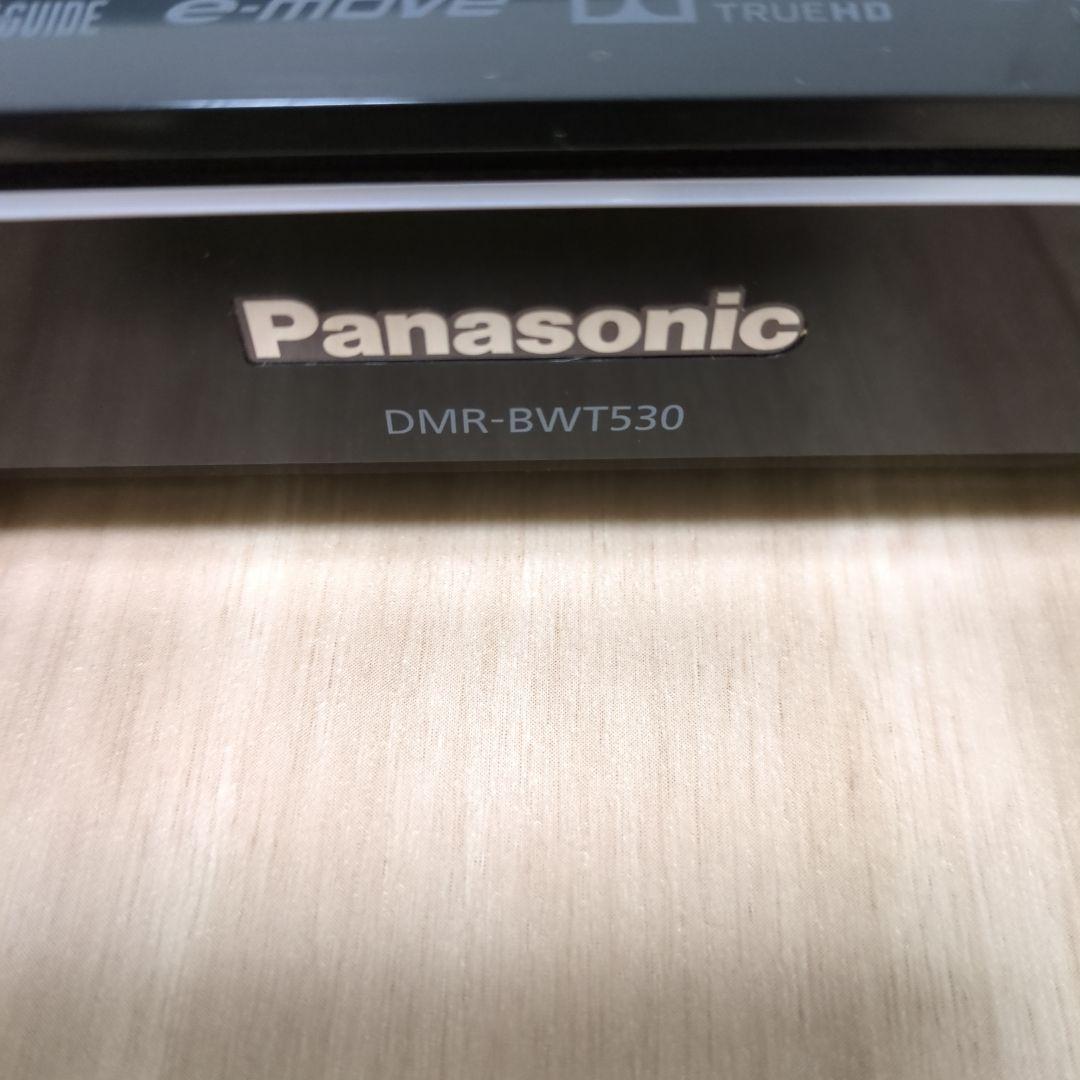 GUIDE e-move TRUEHD
Panasonic
DMR-BWT530